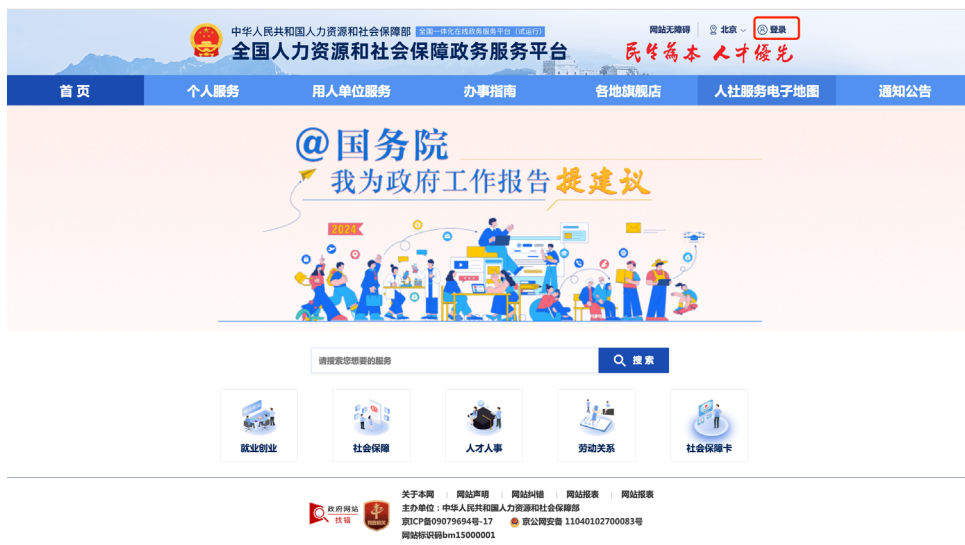 中华人民共和国人力资源和社会保障部 全国一体化在线政务服务平台（试运行）
全国人力资源和社会保障政务服务平台
网站无障碍 北京 登录
民生為本 人才優先
首 页 个人服务 用人单位服务 办事指南 各地旗舰店 人社服务电子地图 通知公告
@国务院
我为政府工作报告提建议
2024
请搜索您想要的服务 搜 索
就业创业 社会保障 人才人事 劳动关系 社会保障卡
关于本网 网站声明 网站纠错 网站报表 网站报表
主办单位：中华人民共和国人力资源和社会保障部
京ICP备09079694号-17 京公网安备 11040102700083号
网站标识码bm15000001
政府网站
找错